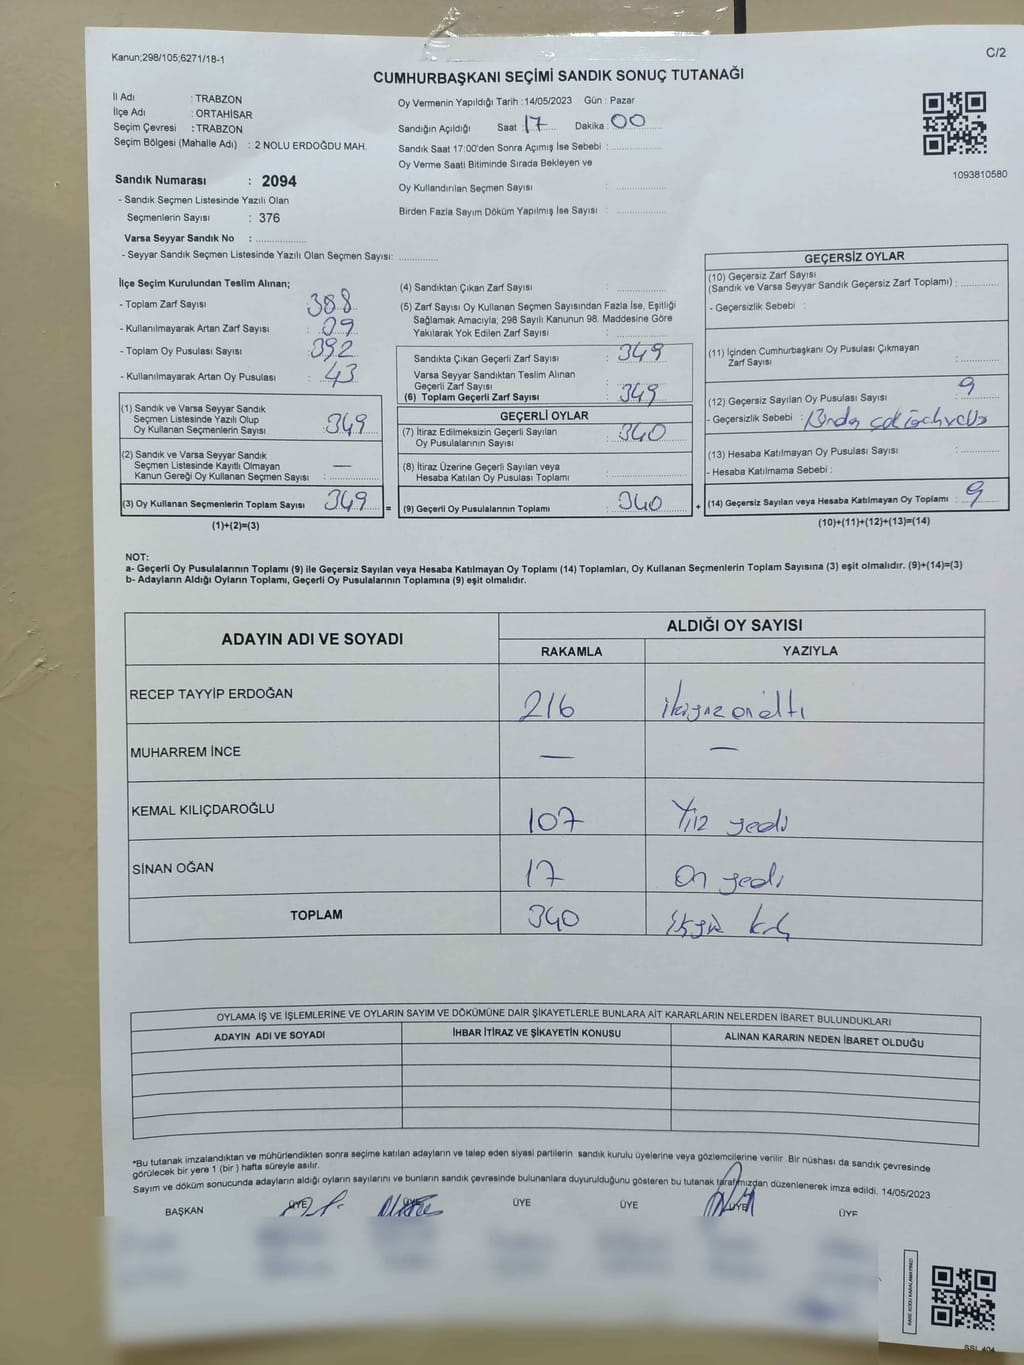 Kanun;298/105;6271/18-1
C/2
CUMHURBAŞKANI SEÇİMİ SANDIK SONUÇ TUTANAĞI
İl Adı : TRABZON
İlçe Adı : ORTAHİSAR
Seçim Çevresi : TRABZON
Seçim Bölgesi (Mahalle Adı) : 2 NOLU ERDOĞDU MAH.
Sandık Numarası : 2094
- Sandık Seçmen Listesinde Yazılı Olan
Seçmenlerin Sayısı : 376
Varsa Seyyar Sandık No :
- Seyyar Sandık Seçmen Listesinde Yazılı Olan Seçmen Sayısı:
Oy Vermenin Yapıldığı Tarih :14/05/2023 Gün : Pazar
Sandığın Açıldığı Saat : 17 Dakika : 00
Sandık Saat 17:00'den Sonra Açmış İse Sebebi :
Oy Verme Saati Bitiminde Sırada Bekleyen ve
Oy Kullandırılan Seçmen Sayısı :
Birden Fazla Sayım Döküm Yapılmış İse Sayısı :
1093810580
İlçe Seçim Kurulundan Teslim Alınan;
- Toplam Zarf Sayısı : 388
- Kullanılmayarak Artan Zarf Sayısı : 39
- Toplam Oy Pusulası Sayısı : 392
- Kullanılmayarak Artan Oy Pusulası : 43
(1) Sandık ve Varsa Seyyar Sandık
Seçmen Listesinde Yazılı Olup
Oy Kullanan Seçmenlerin Sayısı : 349
(2) Sandık ve Varsa Seyyar Sandık
Seçmen Listesinde Kayıtlı Olmayan
Kanun Gereği Oy Kullanan Seçmen Sayısı : —
(3) Oy Kullanan Seçmenlerin Toplam Sayısı : 349
(1)+(2)=(3)
=
(4) Sandıktan Çıkan Zarf Sayısı :
(5) Zarf Sayısı Oy Kullanan Seçmen Sayısından Fazla İse, Eşitliği
Sağlamak Amacıyla; 298 Sayılı Kanunun 98. Maddesine Göre
Yakılarak Yok Edilen Zarf Sayısı :
Sandıkta Çıkan Geçerli Zarf Sayısı : 349
Varsa Seyyar Sandıktan Teslim Alınan
Geçerli Zarf Sayısı :
(6) Toplam Geçerli Zarf Sayısı : 349
GEÇERLİ OYLAR
(7) İtiraz Edilmeksizin Geçerli Sayılan
Oy Pusulalarının Sayısı : 340
(8) İtiraz Üzerine Geçerli Sayılan veya
Hesaba Katılan Oy Pusulası Toplamı :
(9) Geçerli Oy Pusulalarının Toplamı : 340
+
GEÇERSİZ OYLAR
(10) Geçersiz Zarf Sayısı
(Sandık ve Varsa Seyyar Sandık Geçersiz Zarf Toplamı) :
- Geçersizlik Sebebi :
(11) İçinden Cumhurbaşkanı Oy Pusulası Çıkmayan
Zarf Sayısı :
(12) Geçersiz Sayılan Oy Pusulası Sayısı : 9
- Geçersizlik Sebebi :
(13) Hesaba Katılmayan Oy Pusulası Sayısı :
- Hesaba Katılmama Sebebi :
(14) Geçersiz Sayılan veya Hesaba Katılmayan Oy Toplamı : 9
(10)+(11)+(12)+(13)=(14)
NOT:
a- Geçerli Oy Pusulalarının Toplamı (9) ile Geçersiz Sayılan veya Hesaba Katılmayan Oy Toplamı (14) Toplamları, Oy Kullanan Seçmenlerin Toplam Sayısına (3) eşit olmalıdır. (9)+(14)=(3)
b- Adayların Aldığı Oyların Toplamı, Geçerli Oy Pusulalarının Toplamına (9) eşit olmalıdır.
ADAYIN ADI VE SOYADI
ALDIĞI OY SAYISI
RAKAMLA YAZIYLA
RECEP TAYYİP ERDOĞAN 216 ikiyüz onaltı
MUHARREM İNCE — —
KEMAL KILIÇDAROĞLU 107 Yüz yedi
SİNAN OĞAN 17 On yedi
TOPLAM 340
OYLAMA İŞ VE İŞLEMLERİNE VE OYLARIN SAYIM VE DÖKÜMÜNE DAİR ŞİKAYETLERLE BUNLARA AİT KARARLARIN NELERDEN İBARET BULUNDUKLARI
ADAYIN ADI VE SOYADI İHBAR İTİRAZ VE ŞİKAYETİN KONUSU ALINAN KARARIN NEDEN İBARET OLDUĞU
*Bu tutanak imzalandıktan ve mühürlendikten sonra seçime katılan adayların ve talep eden siyasi partilerin sandık kurulu üyelerine veya gözlemcilerine verilir. Bir nüshası da sandık çevresinde
görülecek bir yere 1 (bir ) hafta süreyle asılır.
Sayım ve döküm sonucunda adayların aldığı oyların sayılarını ve bunların sandık çevresinde bulunanlara duyurulduğunu gösteren bu tutanak tarafımızdan düzenlenerek imza edildi. 14/05/2023
BAŞKAN ÜYE ÜYE ÜYE ÜYE ÜYE ÜYE